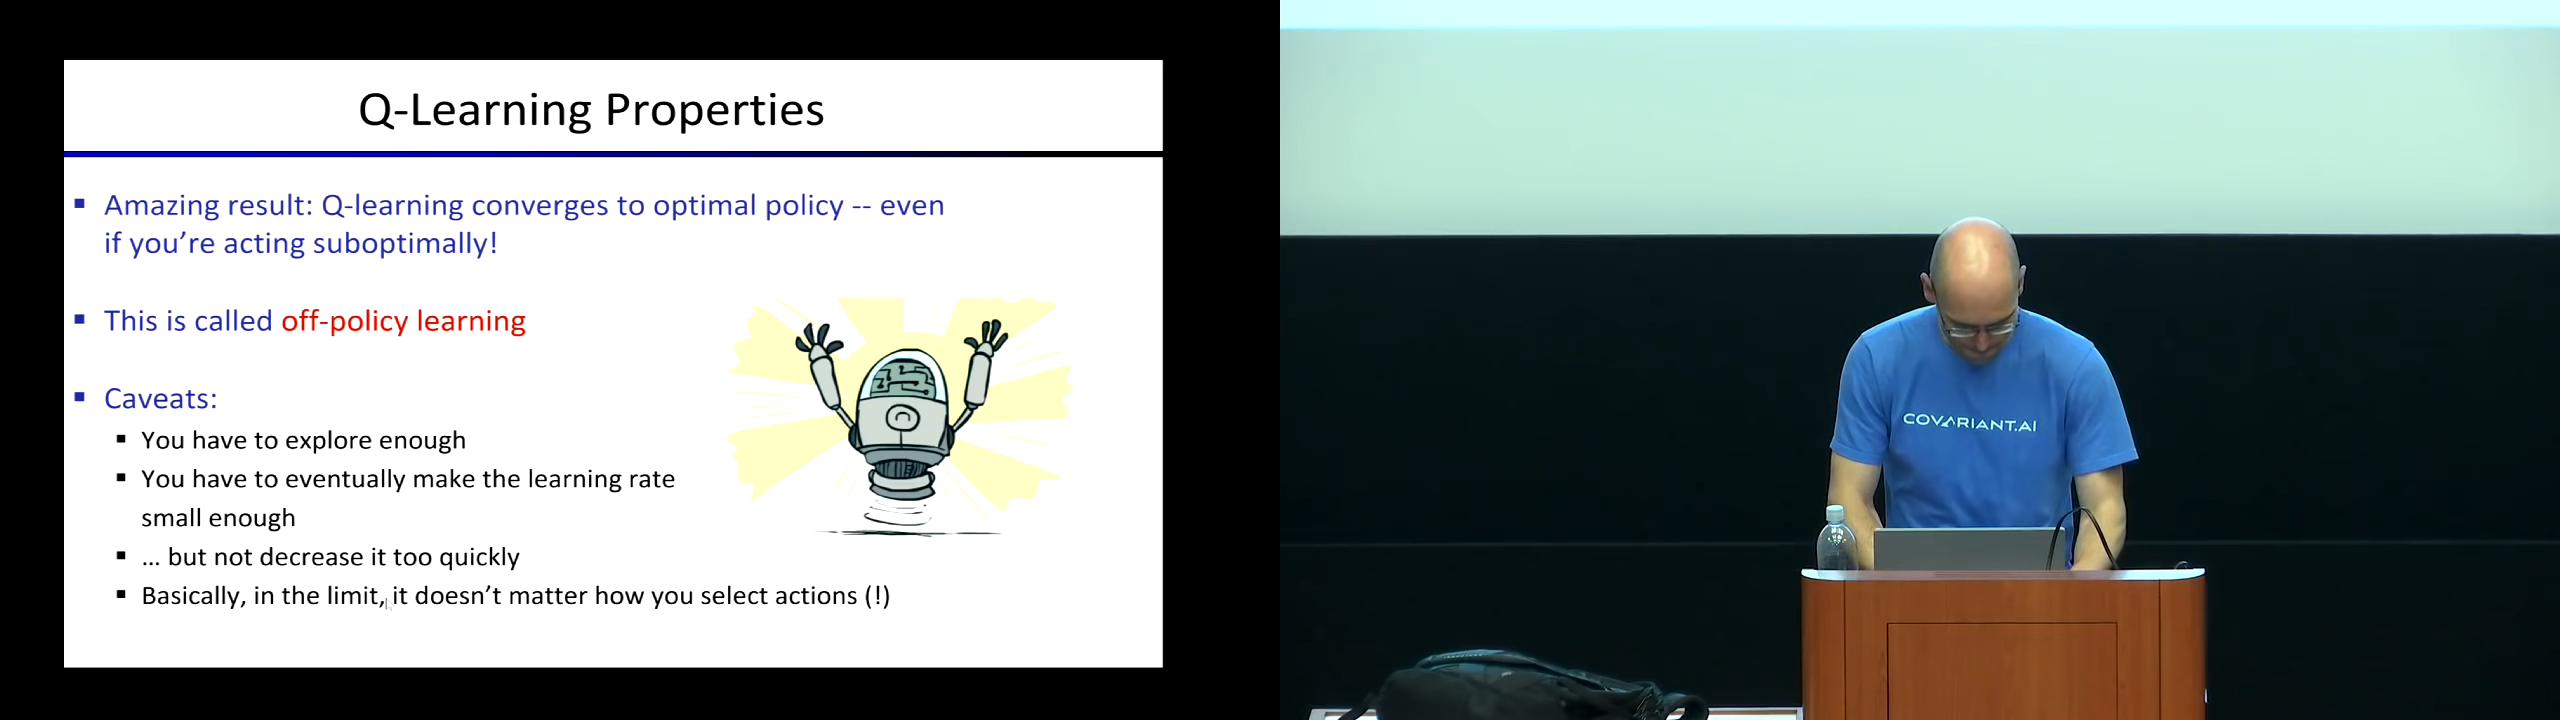 Q-Learning Properties
▪ Amazing result: Q-learning converges to optimal policy -- even
if you’re acting suboptimally!
▪ This is called off-policy learning
▪ Caveats:
▪ You have to explore enough
▪ You have to eventually make the learning rate
small enough
▪ … but not decrease it too quickly
▪ Basically, in the limit, it doesn’t matter how you select actions (!)
COVARIANT.AI